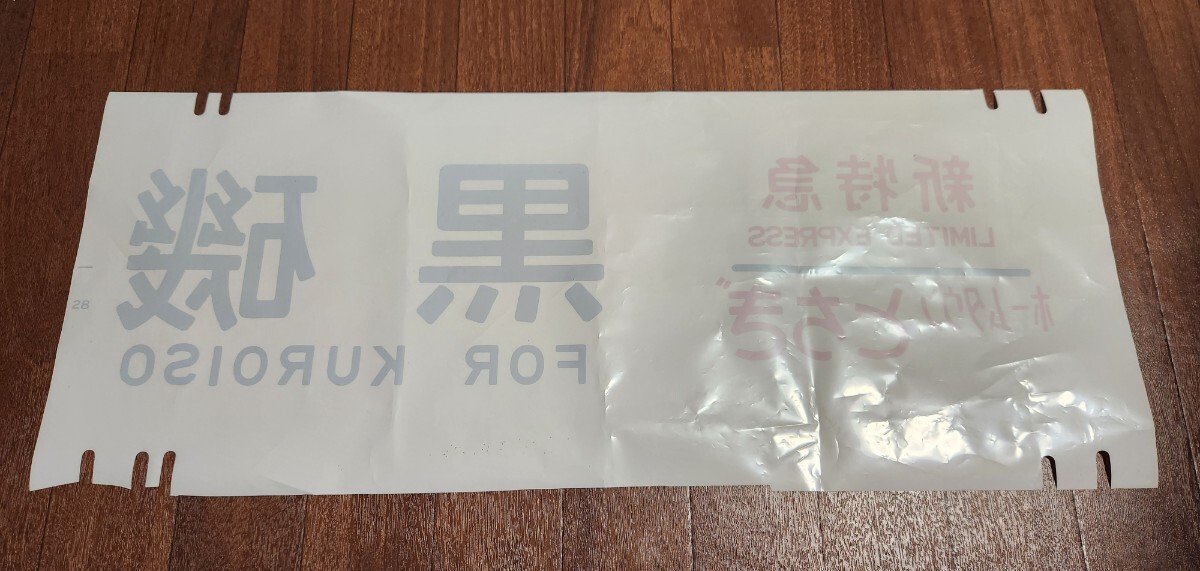 新特急
LIMITED EXPRESS
ホームタウンとちぎ
黒磯
FOR KUROISO
28